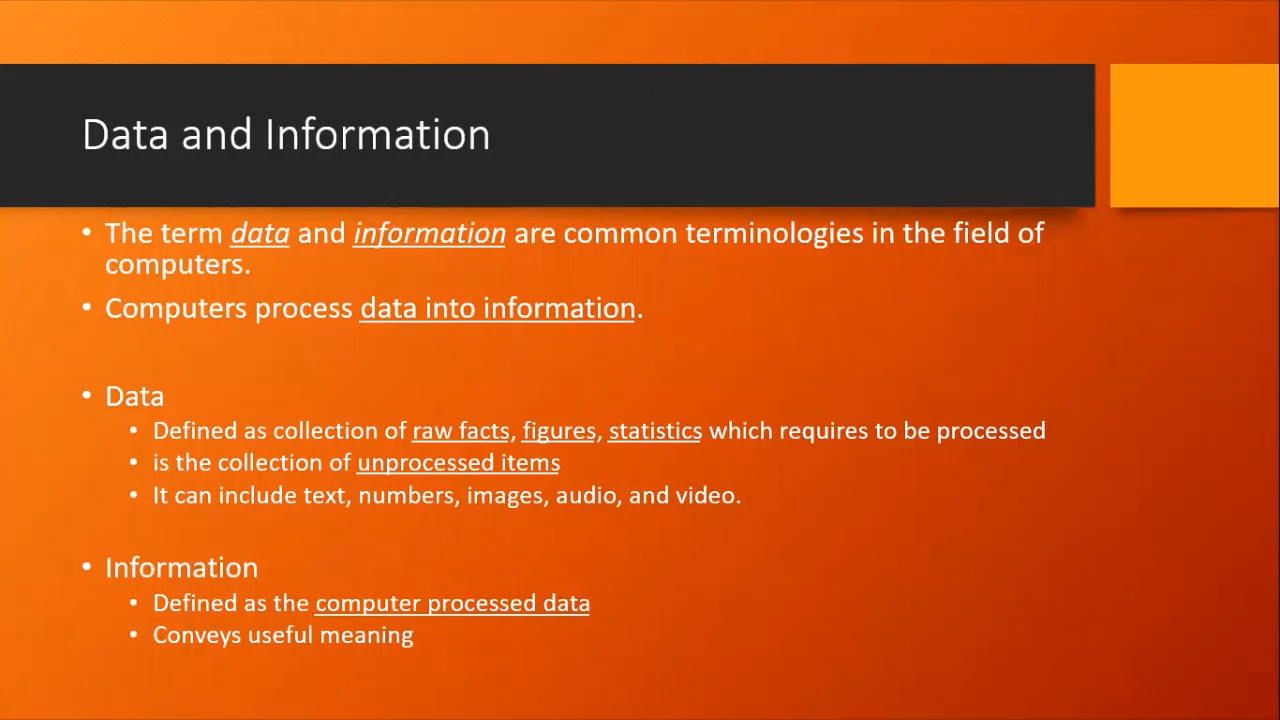 Data and Information
• The term data and information are common terminologies in the field of
computers.
• Computers process data into information.
• Data
• Defined as collection of raw facts, figures, statistics which requires to be processed
• is the collection of unprocessed items
• It can include text, numbers, images, audio, and video.
• Information
• Defined as the computer processed data
• Conveys useful meaning